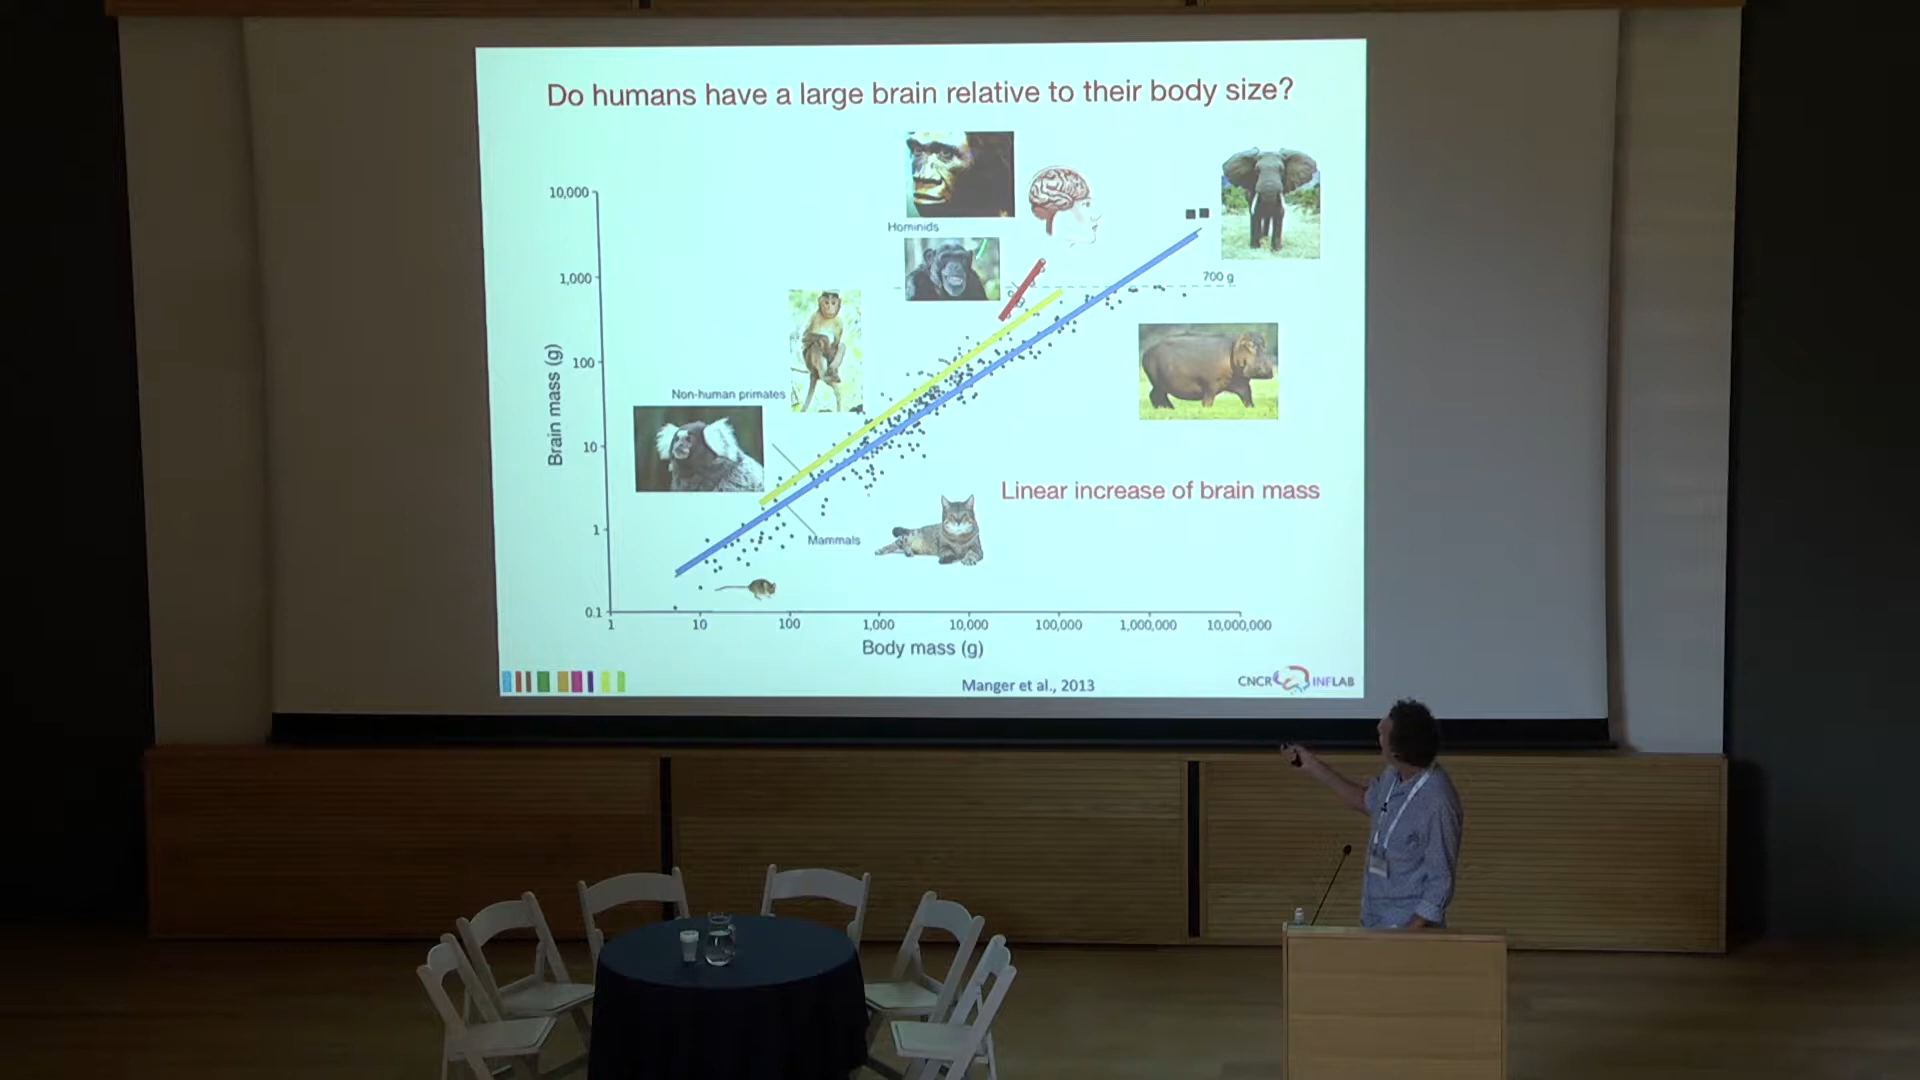 Do humans have a large brain relative to their body size?
Hominids
10,000
1,000
700 g
100
Non-human primates
10
Linear increase of brain mass
1
Mammals
0.1
Brain mass (g)
1 10 100 1,000 10,000 100,000 1,000,000 10,000,000
Body mass (g)
Manger et al., 2013
CNCR INFLAB